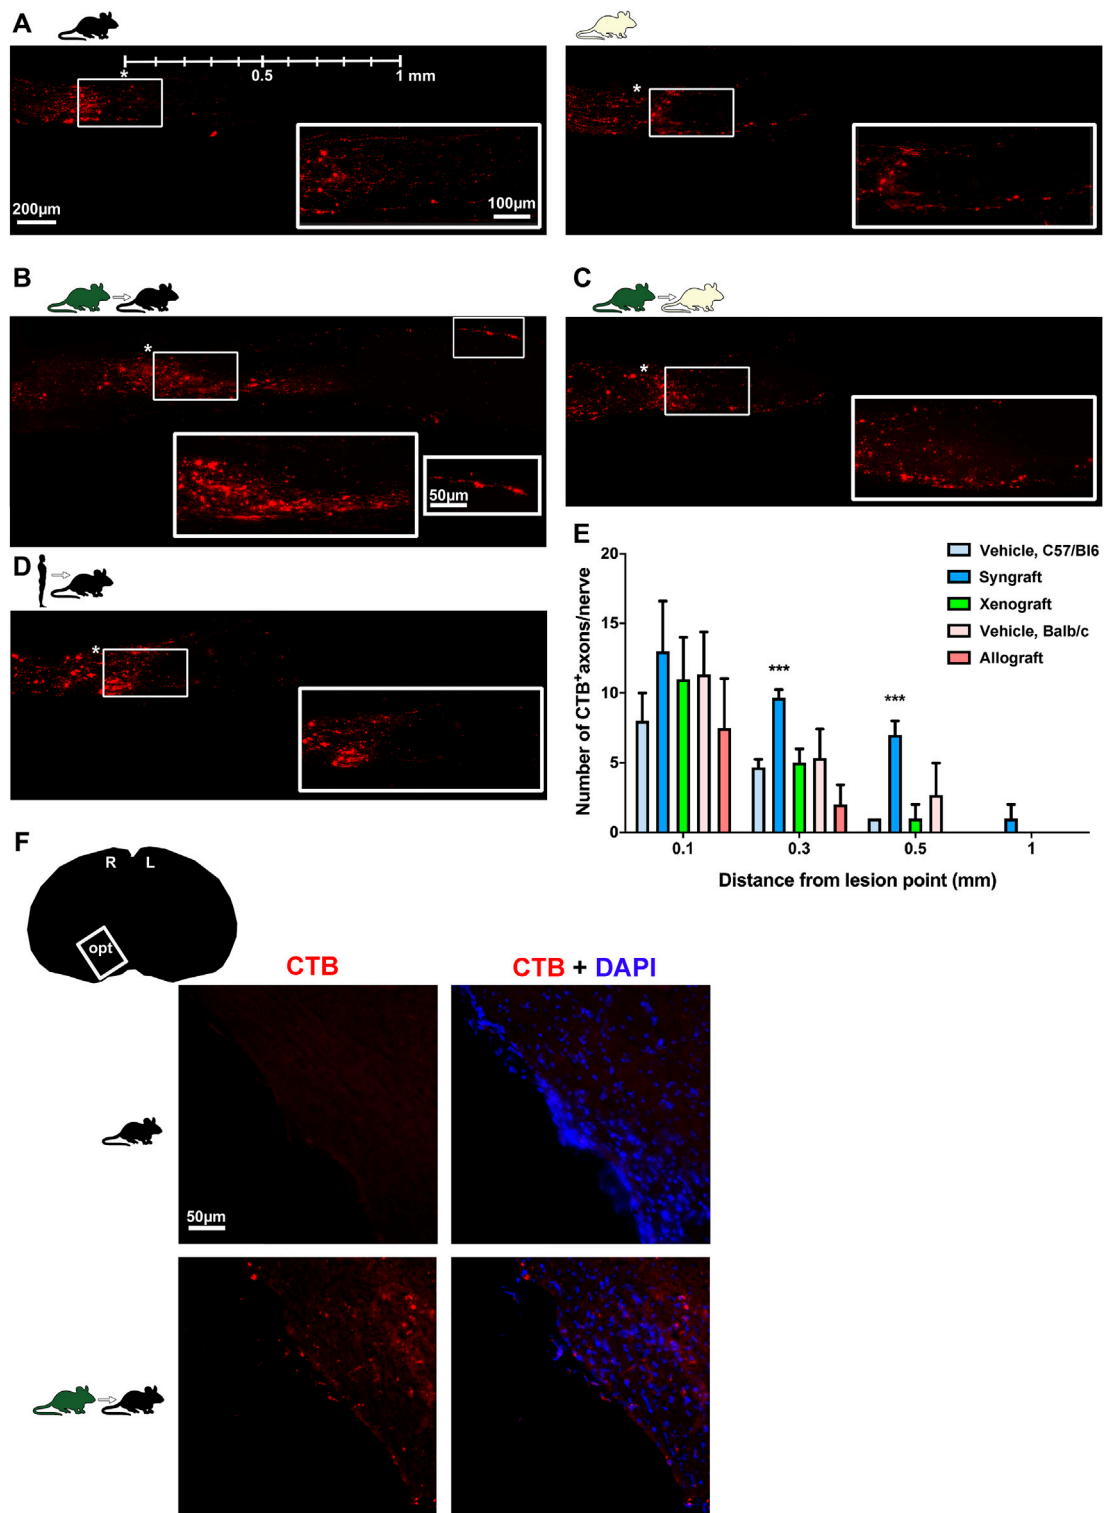 A
*
0.5
1 mm
200µm
100µm
*
B
*
50µm
C
*
D
*
E
20
15
10
5
0
Number of CTB⁺axons/nerve
***
***
Vehicle, C57/Bl6
Syngraft
Xenograft
Vehicle, Balb/c
Allograft
0.1 0.3 0.5 1
Distance from lesion point (mm)
F
R L
opt
CTB
CTB + DAPI
50µm